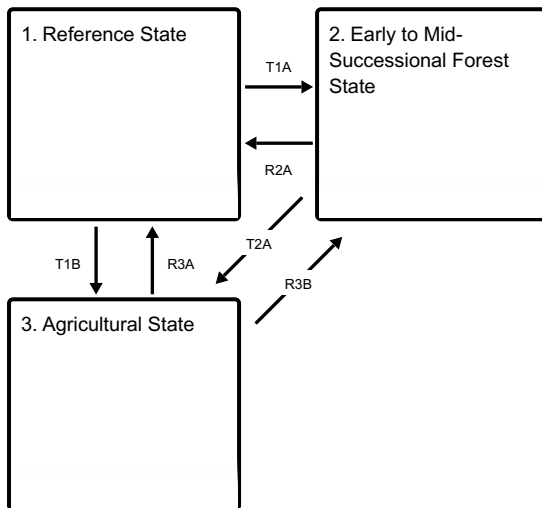 1. Reference State
2. Early to Mid-
Successional Forest
State
T1A
R2A
T1B
R3A
T2A
R3B
3. Agricultural State